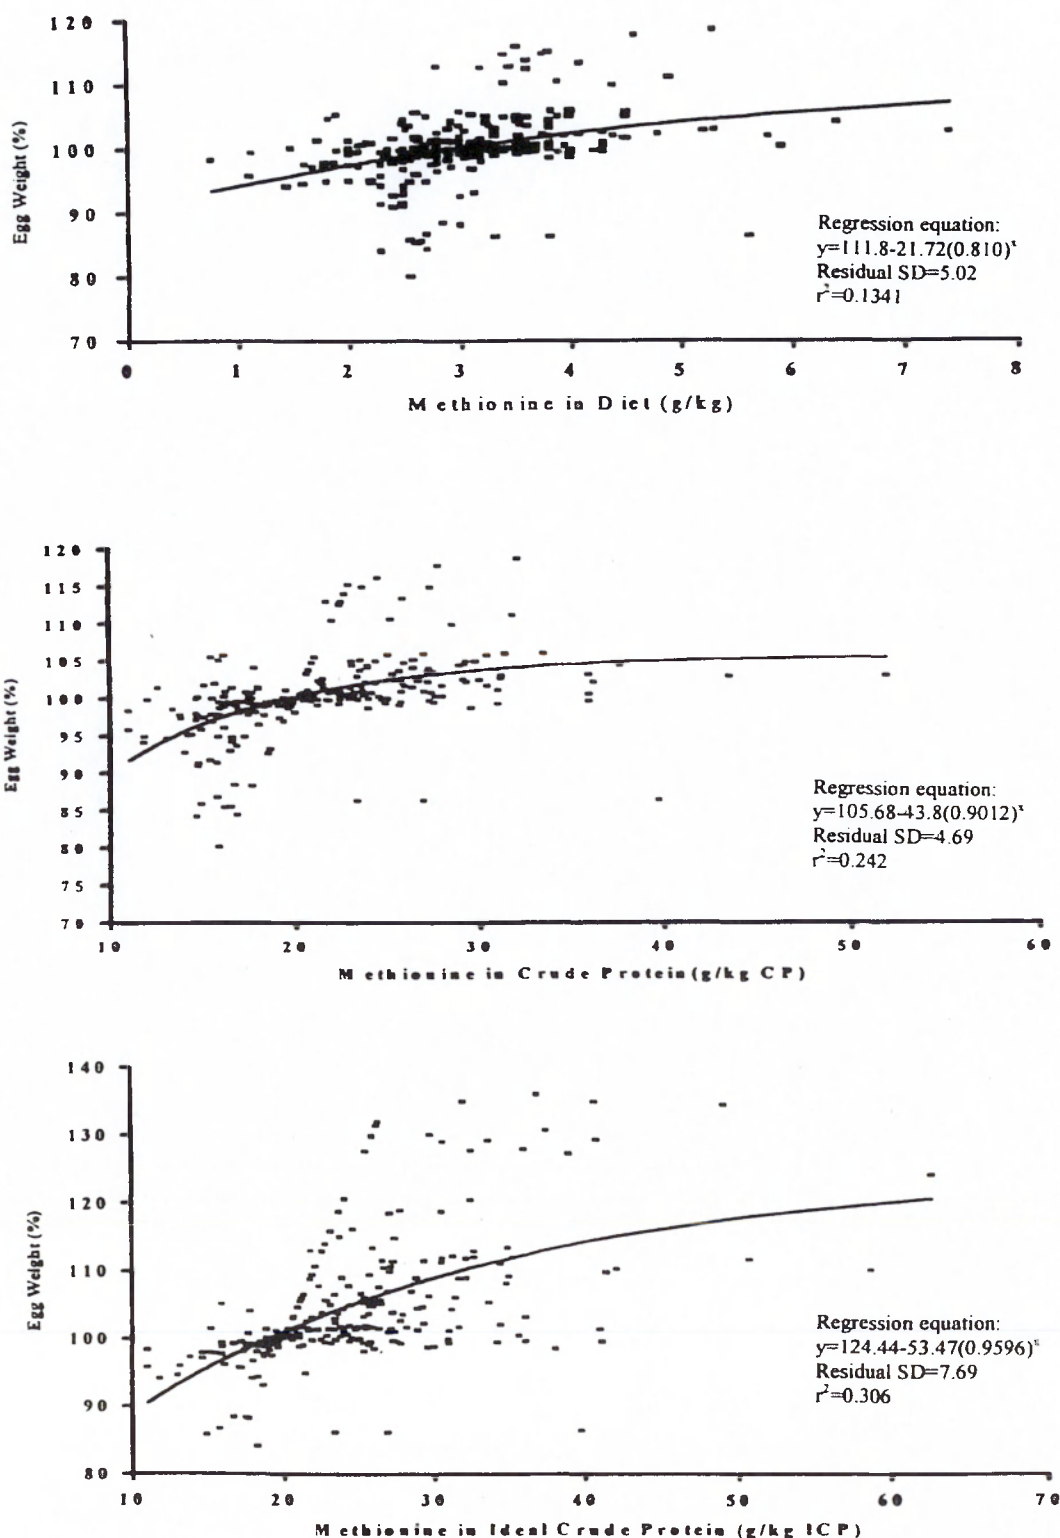 120
110
100
90
80
70
Egg Weight (%)
Regression equation:
y=111.8-21.72(0.810)ˣ
Residual SD=5.02
r²=0.1341
0 1 2 3 4 5 6 7 8
Methionine in Diet (g/kg)
120
115
110
105
100
95
90
85
80
75
70
Egg Weight (%)
Regression equation:
y=105.68-43.8(0.9012)ˣ
Residual SD=4.69
r²=0.242
10 20 30 40 50 60
Methionine in Crude Protein (g/kg CP)
140
130
120
110
100
90
80
Egg Weight (%)
Regression equation:
y=124.44-53.47(0.9596)ˣ
Residual SD=7.69
r²=0.306
10 20 30 40 50 60 70
Methionine in Ideal Crude Protein (g/kg ICP)